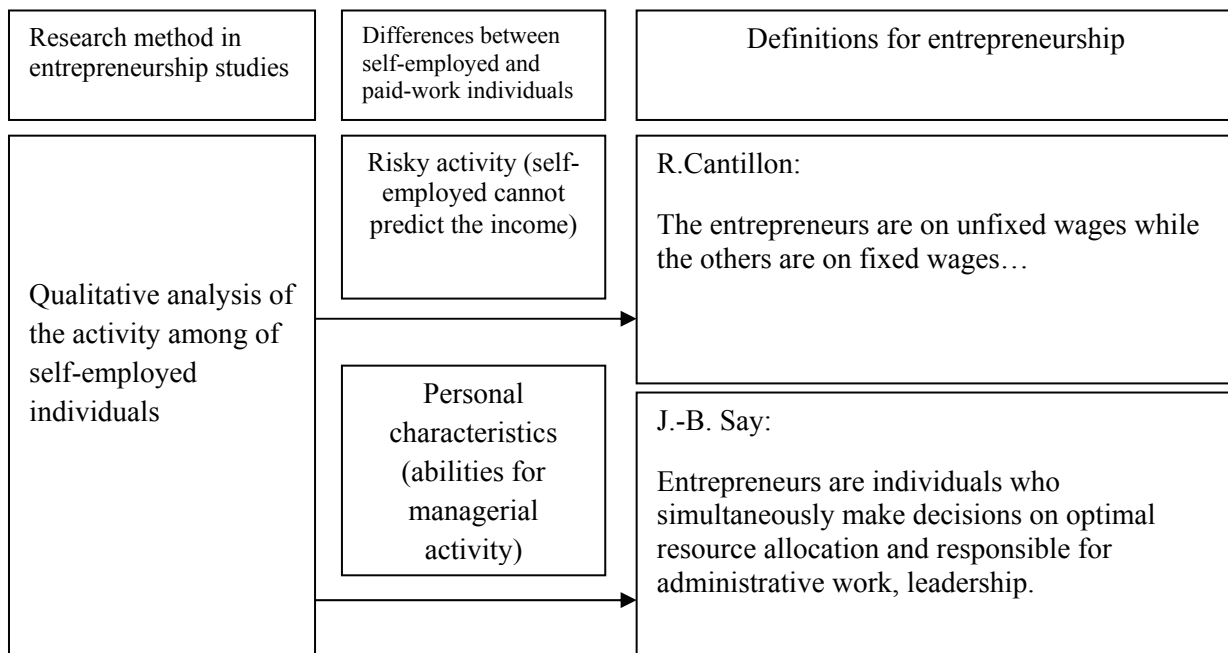 Research method in
entrepreneurship studies
Differences between
self-employed and
paid-work individuals
Definitions for entrepreneurship
Qualitative analysis of
the activity among of
self-employed
individuals
Risky activity (self-
employed cannot
predict the income)
R.Cantillon:
The entrepreneurs are on unfixed wages while
the others are on fixed wages…
Personal
characteristics
(abilities for
managerial
activity)
J.-B. Say:
Entrepreneurs are individuals who
simultaneously make decisions on optimal
resource allocation and responsible for
administrative work, leadership.